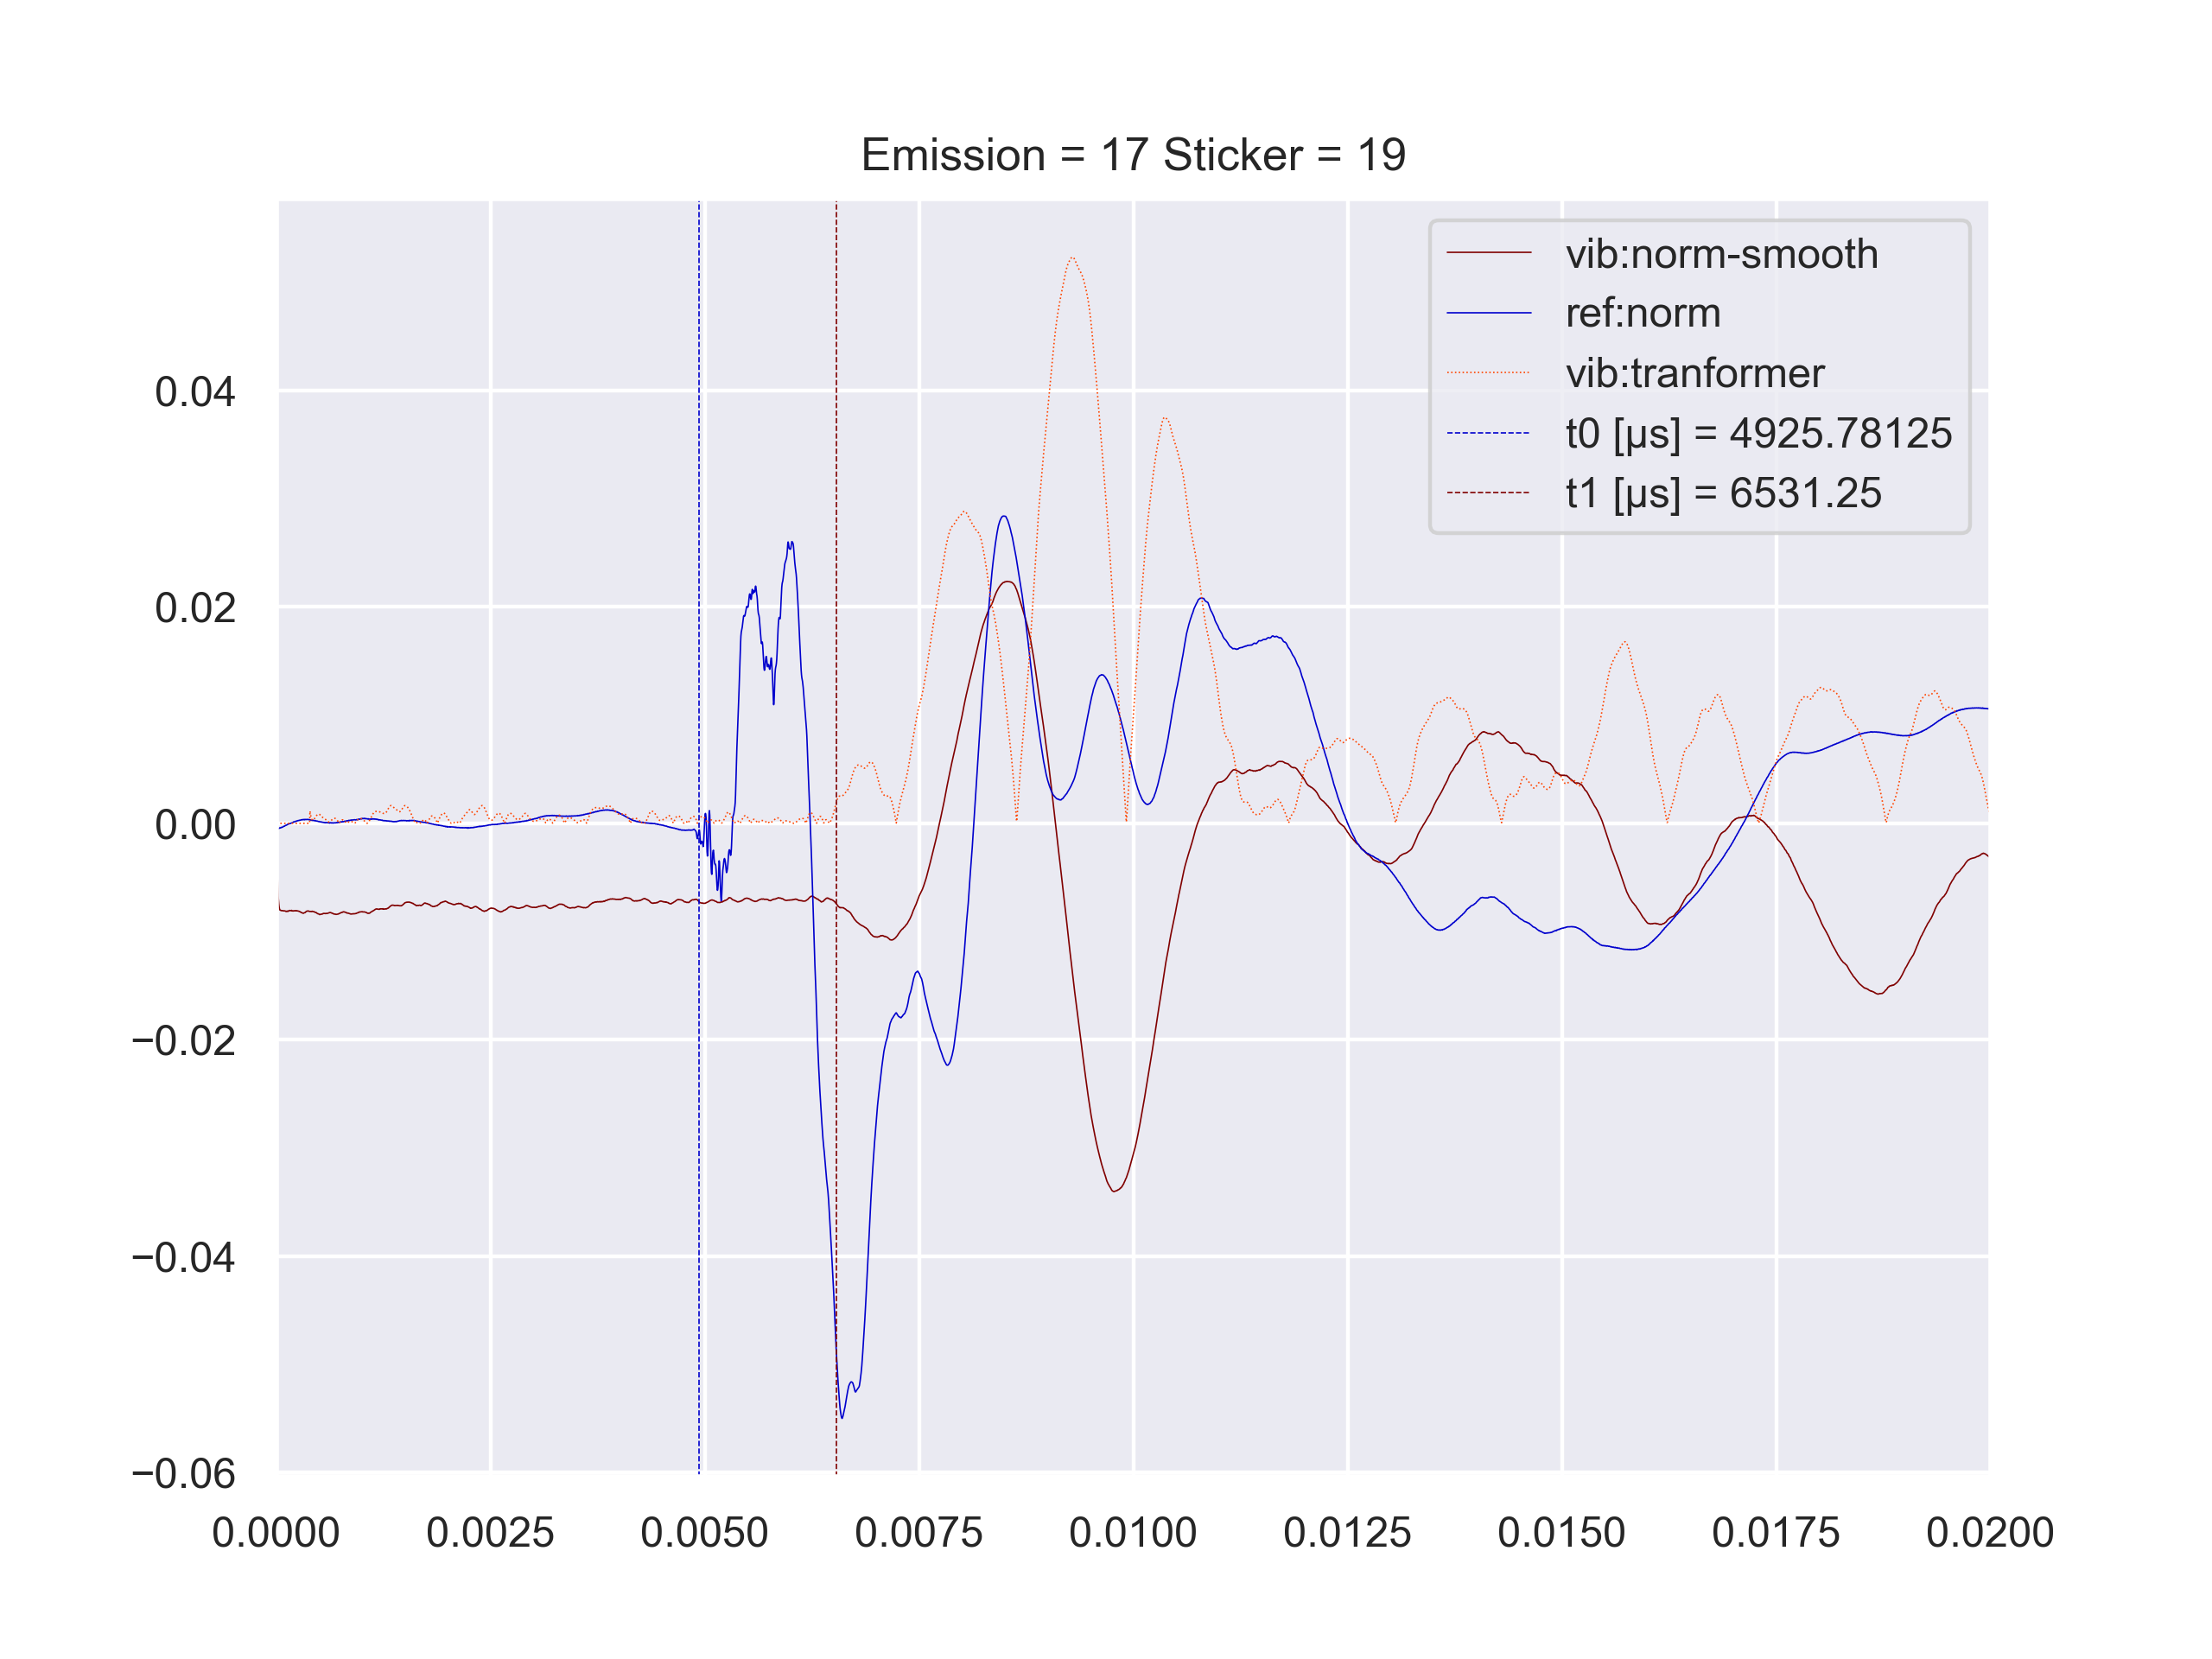 Emission = 17 Sticker = 19
vib:norm-smooth
ref:norm
vib:tranformer
t0 [µs] = 4925.78125
t1 [µs] = 6531.25
0.04
0.02
0.00
−0.02
−0.04
−0.06
0.0000 0.0025 0.0050 0.0075 0.0100 0.0125 0.0150 0.0175 0.0200